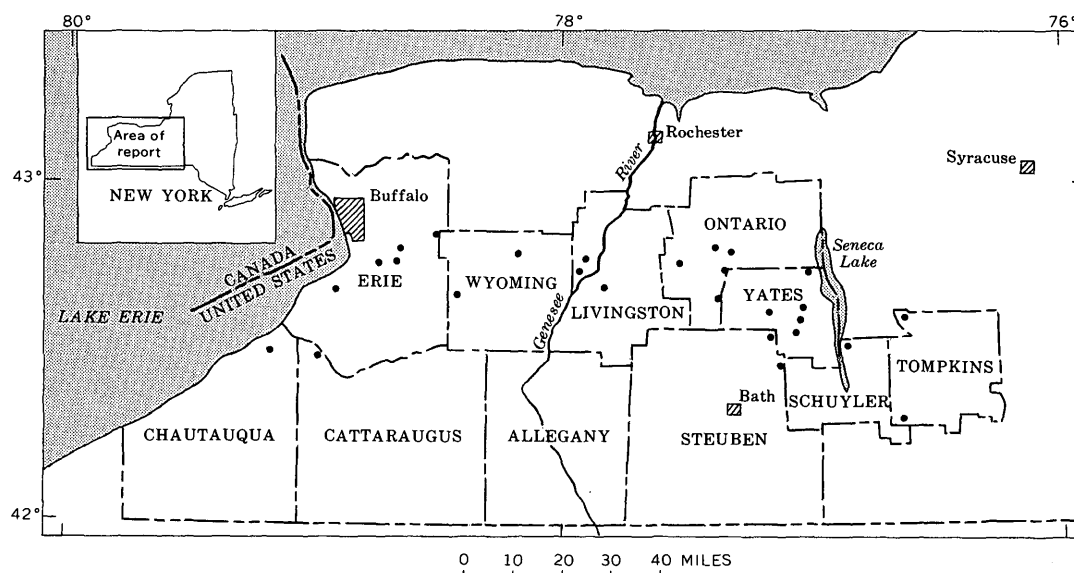 80°
78°
76°
Area of
report
NEW YORK
Rochester
Syracuse
43°
River
Buffalo
ONTARIO
Seneca
Lake
CANADA
UNITED STATES
ERIE
WYOMING
YATES
LAKE ERIE
Genesee
LIVINGSTON
TOMPKINS
Bath
SCHUYLER
CHAUTAUQUA
CATTARAUGUS
ALLEGANY
STEUBEN
42°
0 10 20 30 40 MILES